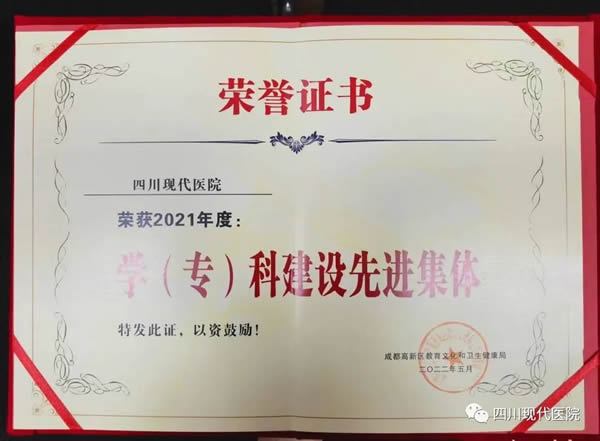 荣誉证书
四川现代医院
荣获2021年度：
学（专）科建设先进集体
特发此证，以资鼓励！
成都高新区教育文化和卫生健康局
二〇二二年五月
四川现代医院